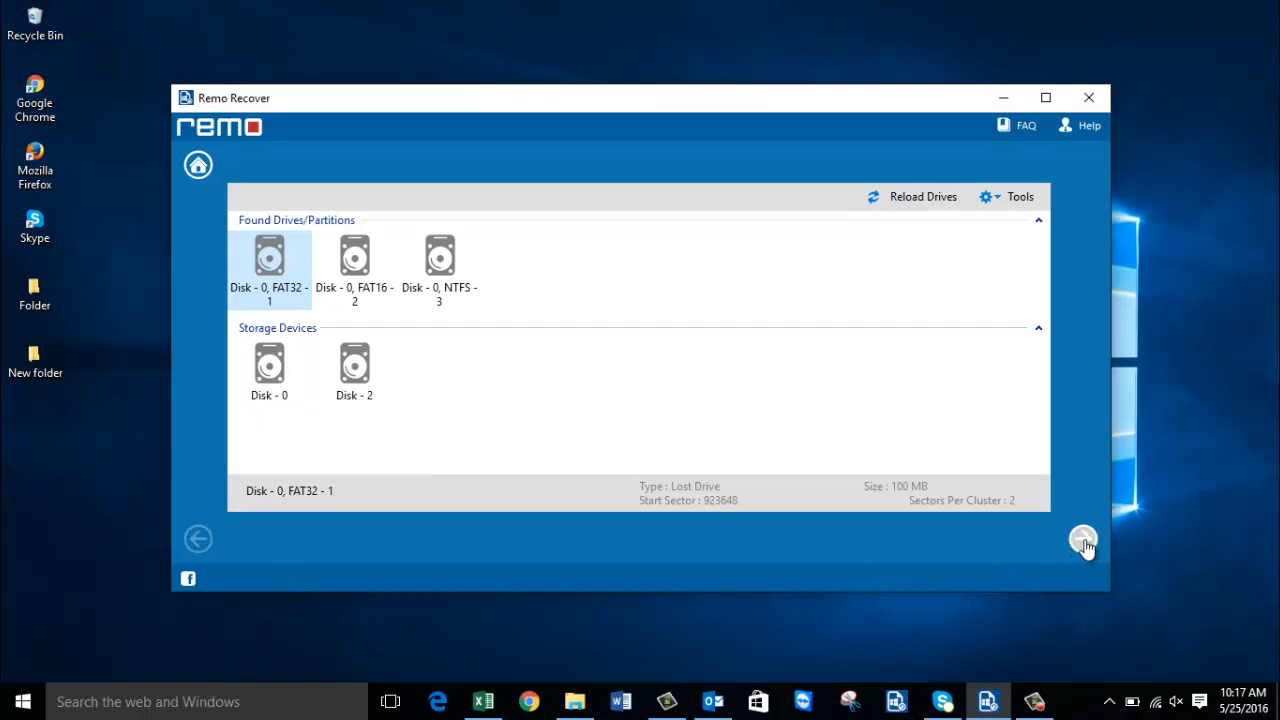 Recycle Bin
Google
Chrome
Mozilla
Firefox
Skype
Folder
New folder
Remo Recover
remo
FAQ
Help
Reload Drives
Tools
Found Drives/Partitions
Disk - 0, FAT32 -
1
Disk - 0, FAT16 -
2
Disk - 0, NTFS -
3
Storage Devices
Disk - 0
Disk - 2
Disk - 0, FAT32 - 1
Type : Lost Drive
Size : 100 MB
Start Sector : 923648
Sectors Per Cluster : 2
f
Search the web and Windows
10:17 AM
5/25/2016